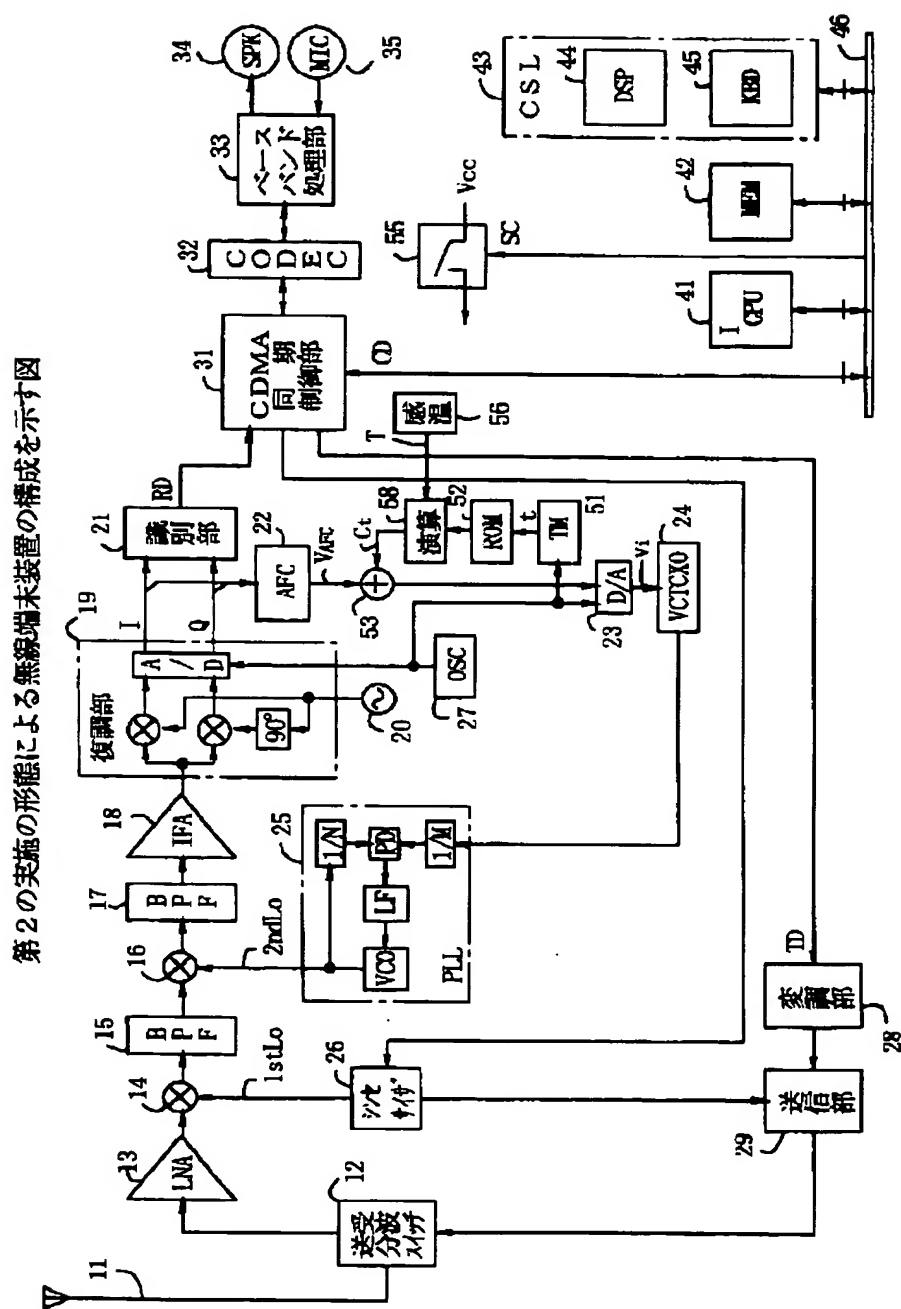 第2の実施の形態による無線端末装置の構成を示す図
11
12
送受
分波
スイッチ
13
LNA
14
1stLo
15
BPF
16
2ndLo
17
BPF
18
IFA
19
復調部
A/D
90°
20
I
Q
21
識別部
RD
22
AFC
VAFC
53
Ct
58
演算
T
感温
56
52
ROM
t
TM
51
D/A
23
Vi
24
VCTCXO
OSC
27
25
1/N
PD
1/M
LF
VCO
PLL
26
シンセ
サイザ
TD
変調部
28
送信部
29
31
CDMA
同期
制御部
CD
32
CODEC
33
ベース
バンド
処理部
34
SPK
MIC
35
55
Vcc
SC
41
I
CPU
42
MEM
43
CSL
44
DSP
45
KBD
46